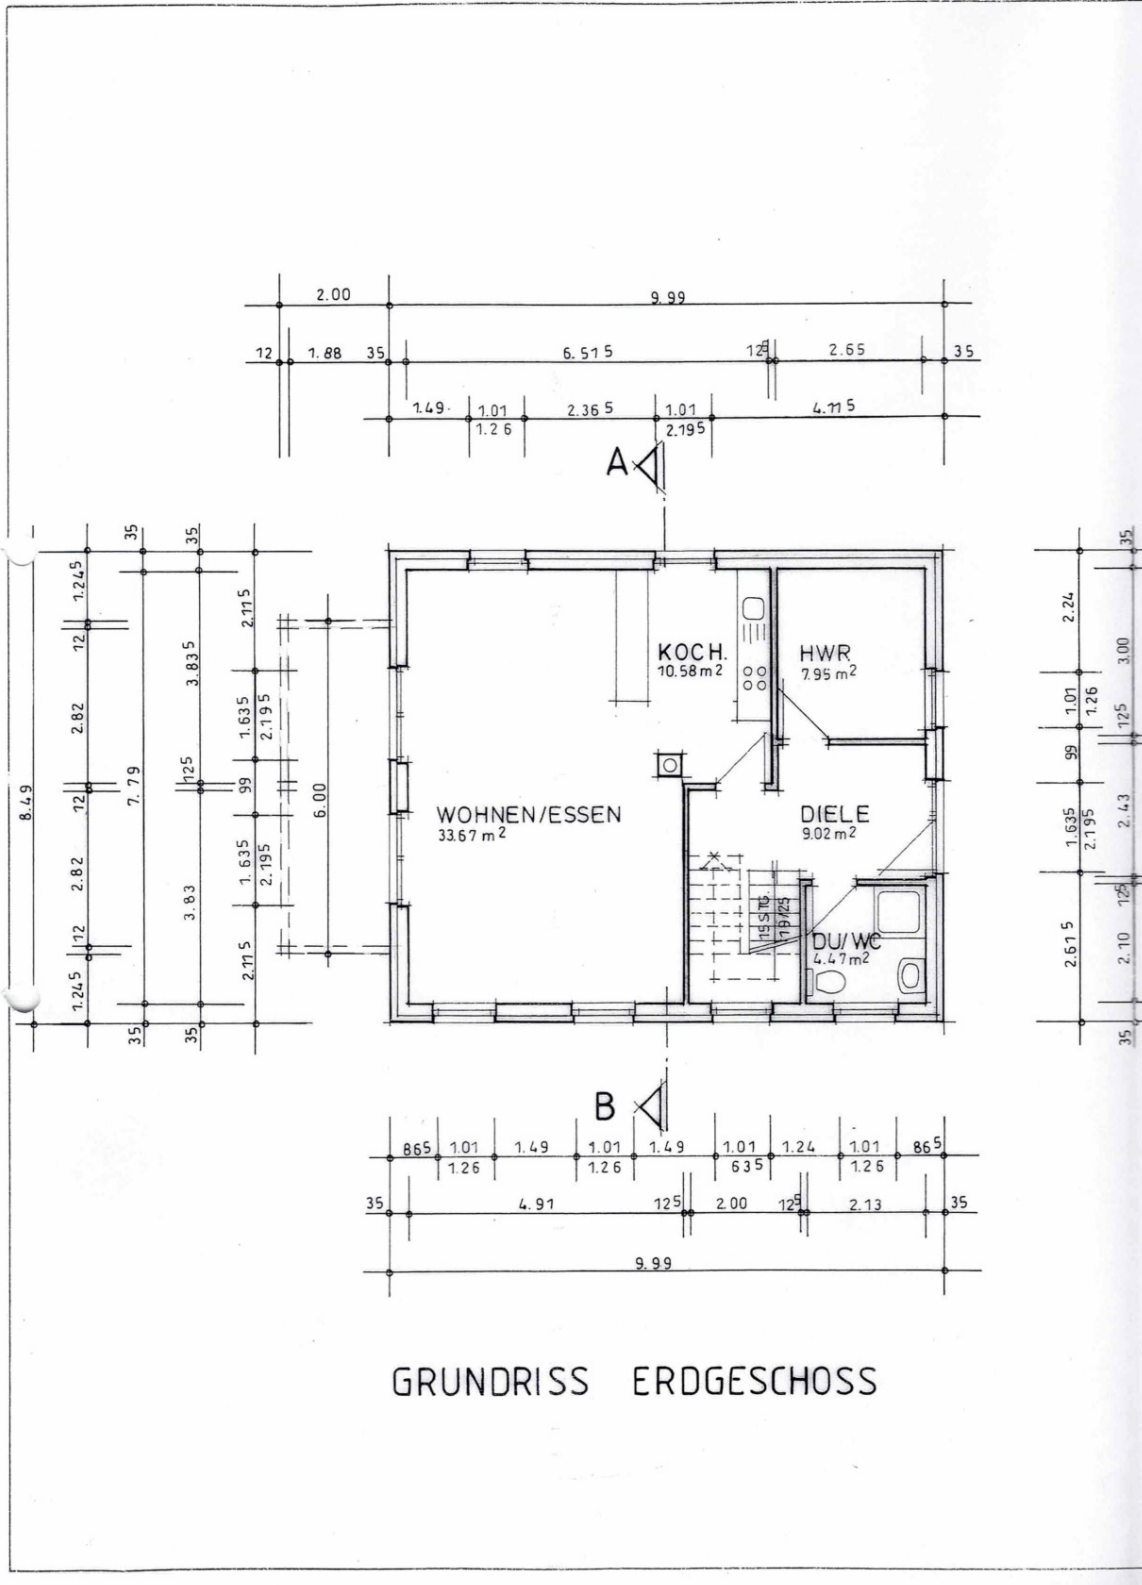 2.00 9.99
12 1.88 35 6.51⁵ 12⁵ 2.65 35
1.49 1.01 2.36⁵ 1.01 4.11⁵
1.26 2.19⁵
A
35 35 35
1.24⁵ 2.11⁵ 2.24
12 3.83⁵ 3.00
KOCH. HWR
10.58 m² 7.95 m²
2.82 1.63⁵ 2.19⁵ 1.01 1.26
12⁵ 12⁵
8.49 7.79 12 99 6.00 99
WOHNEN/ESSEN DIELE
33.67 m² 9.02 m²
2.82 3.83 1.63⁵ 2.19⁵ 1.63⁵ 2.19⁵ 2.43
15 STG.
19/25
12⁵
DU/WC
4.47 m²
12 2.11⁵ 2.61⁵ 2.10
1.24⁵
35 35 35
B
86⁵ 1.01 1.49 1.01 1.49 1.01 1.24 1.01 86⁵
1.26 1.26 63⁵ 1.26
35 4.91 12⁵ 2.00 12⁵ 2.13 35
9.99
GRUNDRISS ERDGESCHOSS